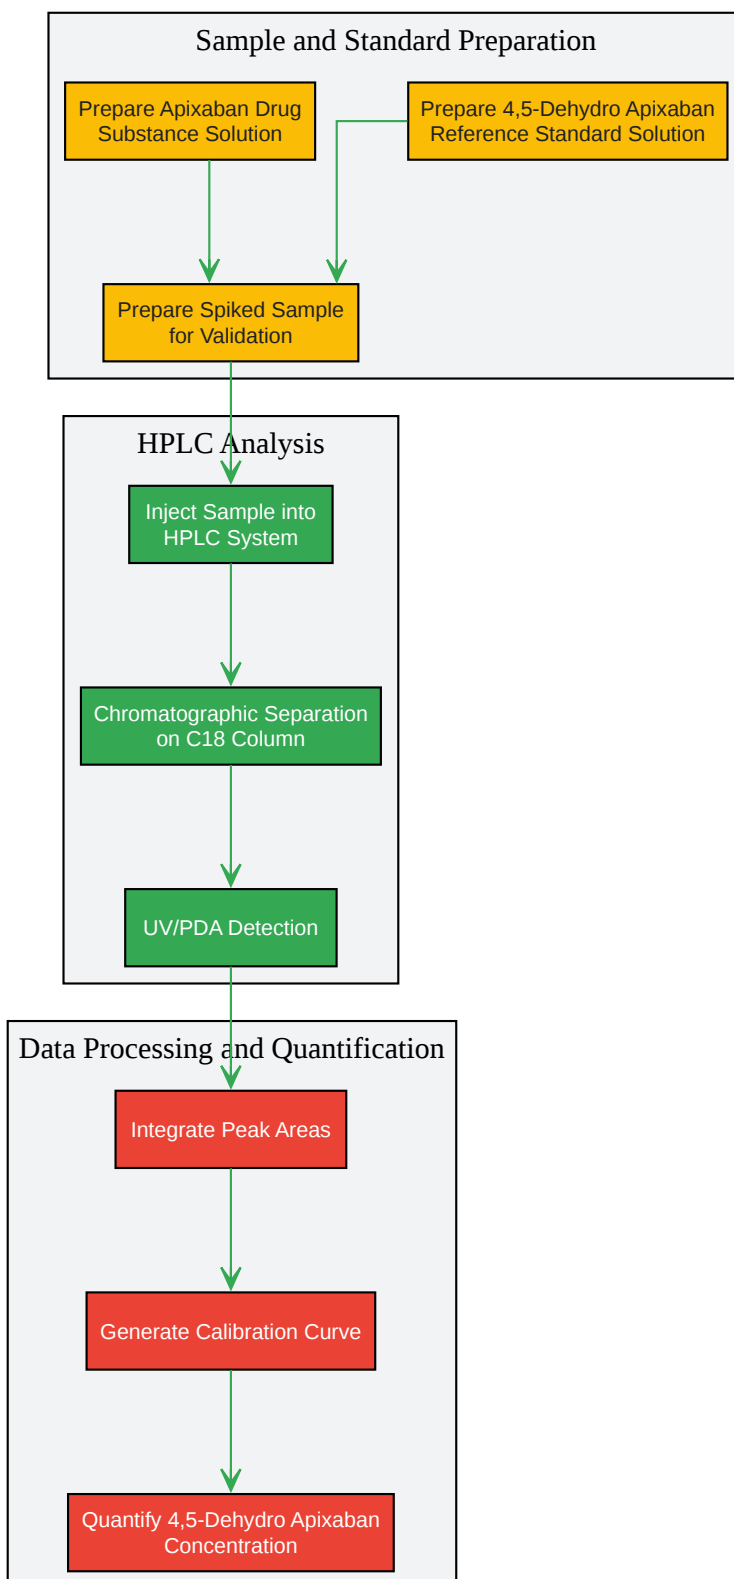 Sample and Standard Preparation
Prepare Apixaban Drug
Substance Solution
Prepare 4,5-Dehydro Apixaban
Reference Standard Solution
Prepare Spiked Sample
for Validation
HPLC Analysis
Inject Sample into
HPLC System
Chromatographic Separation
on C18 Column
UV/PDA Detection
Data Processing and Quantification
Integrate Peak Areas
Generate Calibration Curve
Quantify 4,5-Dehydro Apixaban
Concentration